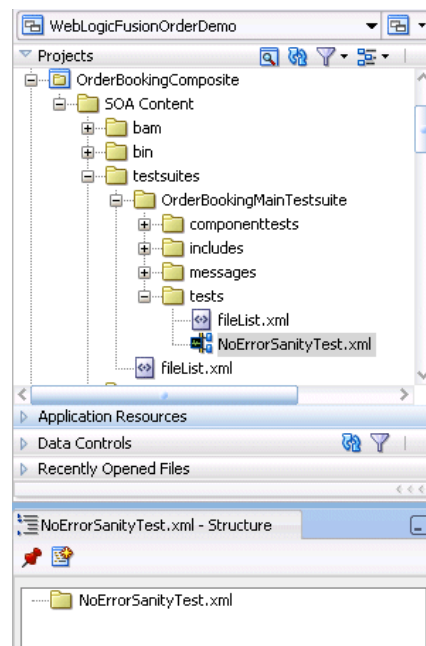 WebLogicFusionOrderDemo
Projects
OrderBookingComposite
SOA Content
bam
bin
testsuites
OrderBookingMainTestsuite
componenttests
includes
messages
tests
fileList.xml
NoErrorSanityTest.xml
fileList.xml
Application Resources
Data Controls
Recently Opened Files
NoErrorSanityTest.xml - Structure
NoErrorSanityTest.xml